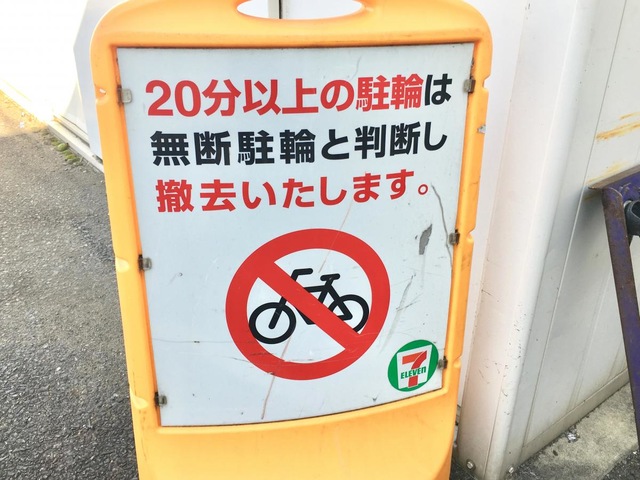 20分以上の駐輪は
無断駐輪と判断し
撤去いたします。
7
ELEVEN